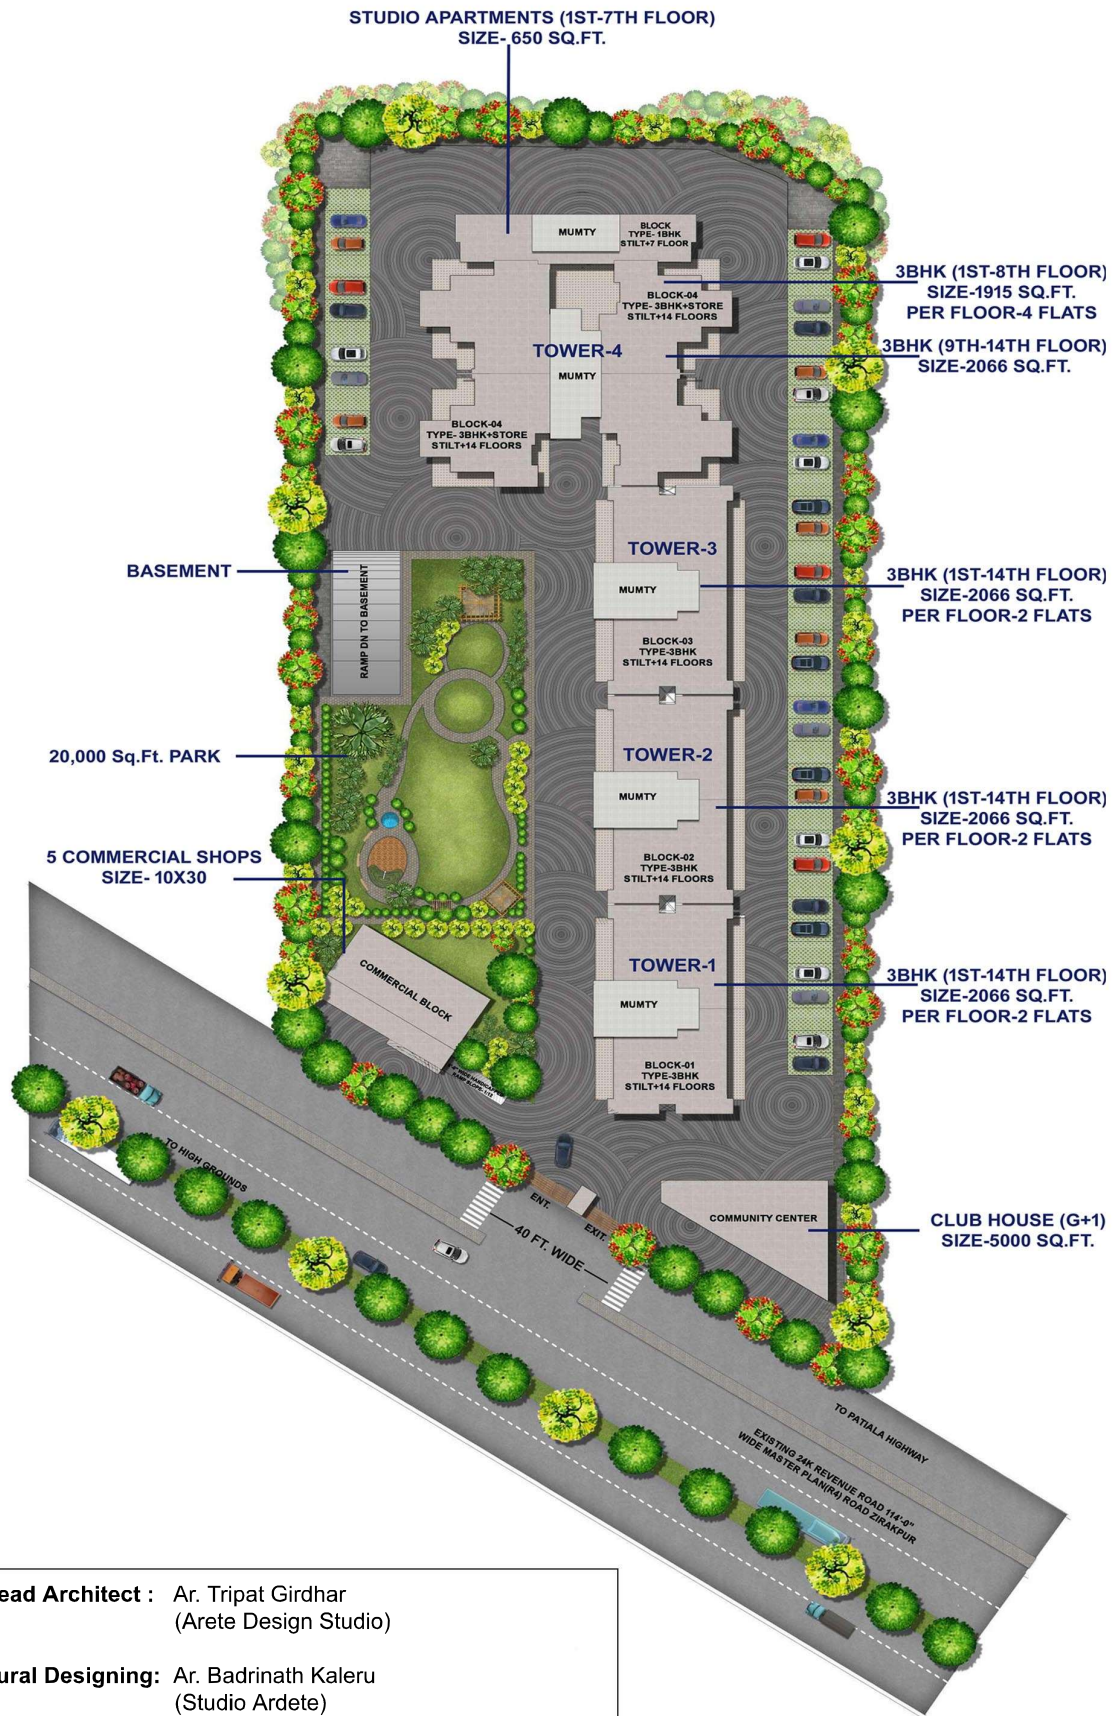 STUDIO APARTMENTS (1ST-7TH FLOOR)
SIZE- 650 SQ.FT.
MUMTY
BLOCK
TYPE- 1BHK
STILT+7 FLOOR
3BHK (1ST-8TH FLOOR)
SIZE-1915 SQ.FT.
PER FLOOR-4 FLATS
BLOCK-04
TYPE- 3BHK+STORE
STILT+14 FLOORS
TOWER-4
3BHK (9TH-14TH FLOOR)
SIZE-2066 SQ.FT.
MUMTY
BLOCK-04
TYPE- 3BHK+STORE
STILT+14 FLOORS
TOWER-3
BASEMENT
RAMP DN TO BASEMENT
MUMTY
3BHK (1ST-14TH FLOOR)
SIZE-2066 SQ.FT.
PER FLOOR-2 FLATS
BLOCK-03
TYPE-3BHK
STILT+14 FLOORS
20,000 Sq.Ft. PARK
TOWER-2
MUMTY
3BHK (1ST-14TH FLOOR)
SIZE-2066 SQ.FT.
PER FLOOR-2 FLATS
5 COMMERCIAL SHOPS
SIZE- 10X30
BLOCK-02
TYPE-3BHK
STILT+14 FLOORS
COMMERCIAL BLOCK
TOWER-1
MUMTY
3BHK (1ST-14TH FLOOR)
SIZE-2066 SQ.FT.
PER FLOOR-2 FLATS
BLOCK-01
TYPE-3BHK
STILT+14 FLOORS
WIDE HANDICAPPED
RAMP SLOPE
TO HIGH GROUNDS
ENT.
EXIT.
40 FT. WIDE
COMMUNITY CENTER
CLUB HOUSE (G+1)
SIZE-5000 SQ.FT.
TO PATIALA HIGHWAY
EXISTING 24K REVENUE ROAD 114'-0"
WIDE MASTER PLAN(R4) ROAD ZIRAKPUR
ead Architect : Ar. Tripat Girdhar
(Arete Design Studio)
ural Designing: Ar. Badrinath Kaleru
(Studio Ardete)